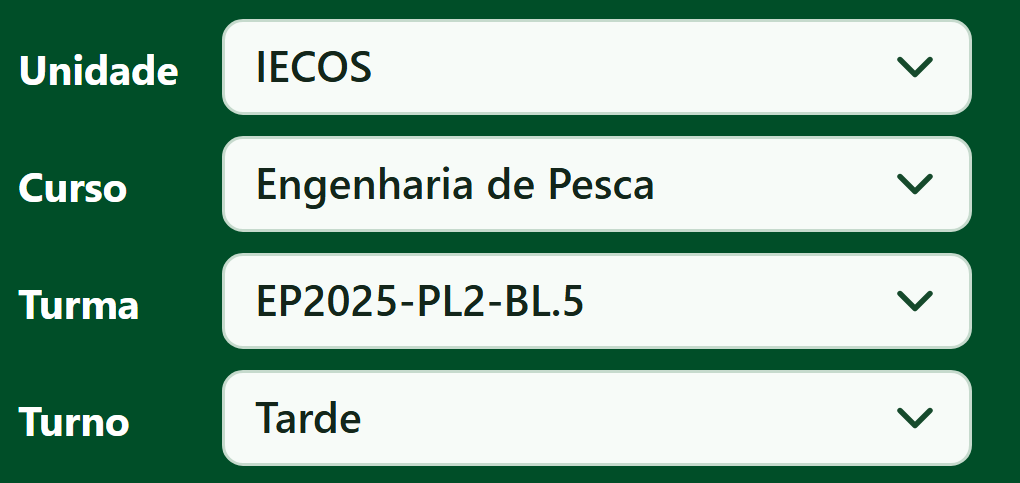 Unidade IECOS
Curso Engenharia de Pesca
Turma EP2025-PL2-BL.5
Turno Tarde